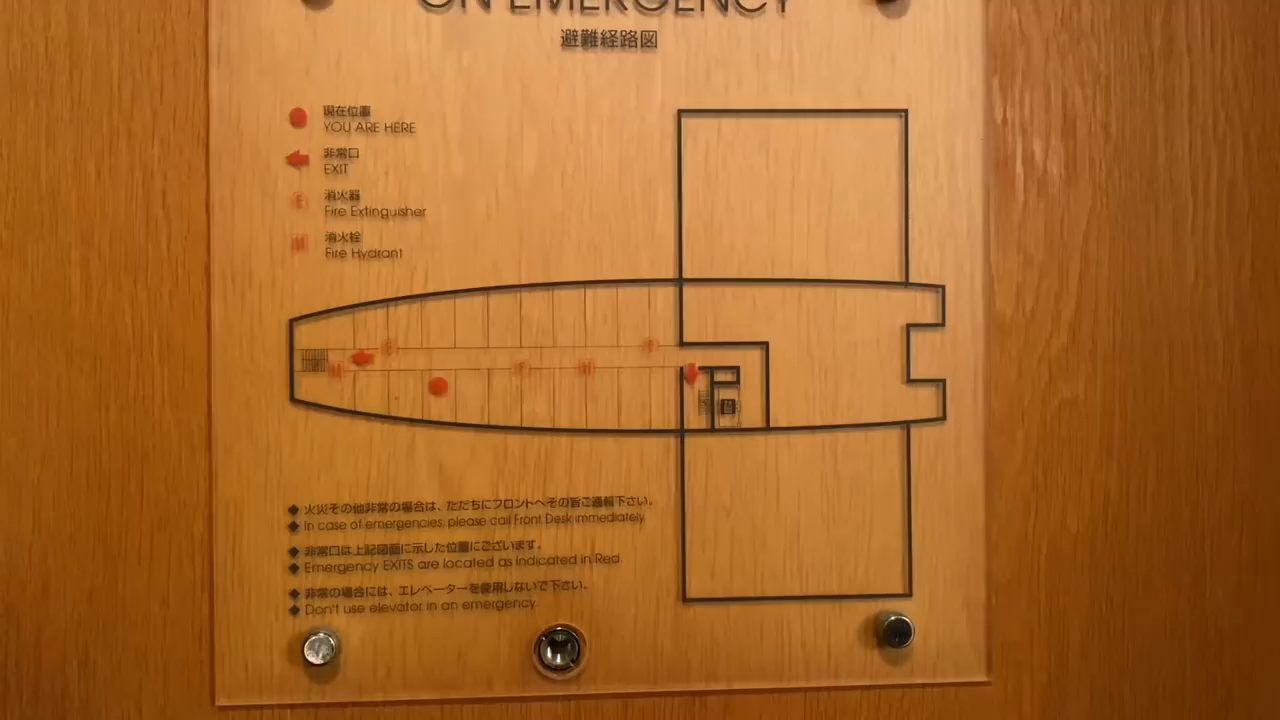 ON EMERGENCY
避難経路図
現在位置
YOU ARE HERE
非常口
EXIT
消火器
Fire Extinguisher
消火栓
Fire Hydrant
◆ 火災その他非常の場合は、ただちにフロントへその旨ご通報下さい。
◆ In case of emergencies, please call Front Desk immediately.
◆ 非常口は上記図面に示した位置にございます。
◆ Emergency EXITS are located as indicated in Red.
◆ 非常の場合には、エレベーターを使用しないで下さい。
◆ Don't use elevator in an emergency.